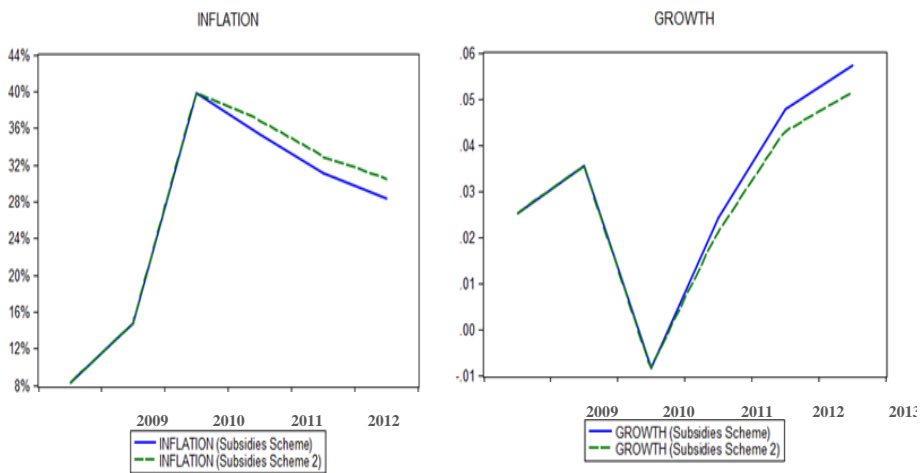 INFLATION
44%
40%
36%
32%
28%
24%
20%
16%
12%
8%
2009 2010 2011 2012
INFLATION (Subsidies Scheme)
INFLATION (Subsidies Scheme 2)
GROWTH
.06
.05
.04
.03
.02
.01
.00
-.01
2009 2010 2011 2012 2013
GROWTH (Subsidies Scheme)
GROWTH (Subsidies Scheme 2)